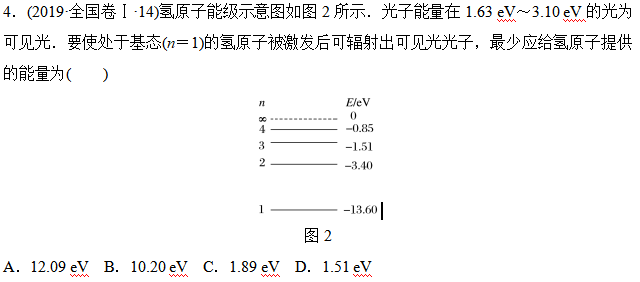 4．(2019·全国卷Ⅰ·14)氢原子能级示意图如图 2 所示．光子能量在 1.63 eV～3.10 eV 的光为
可见光．要使处于基态(n＝1)的氢原子被激发后可辐射出可见光光子，最少应给氢原子提供
的能量为(　　)
n E/eV
∞ 0
4 −0.85
3 −1.51
2 −3.40
1 −13.60
图 2
A．12.09 eV B．10.20 eV C．1.89 eV D．1.51 eV